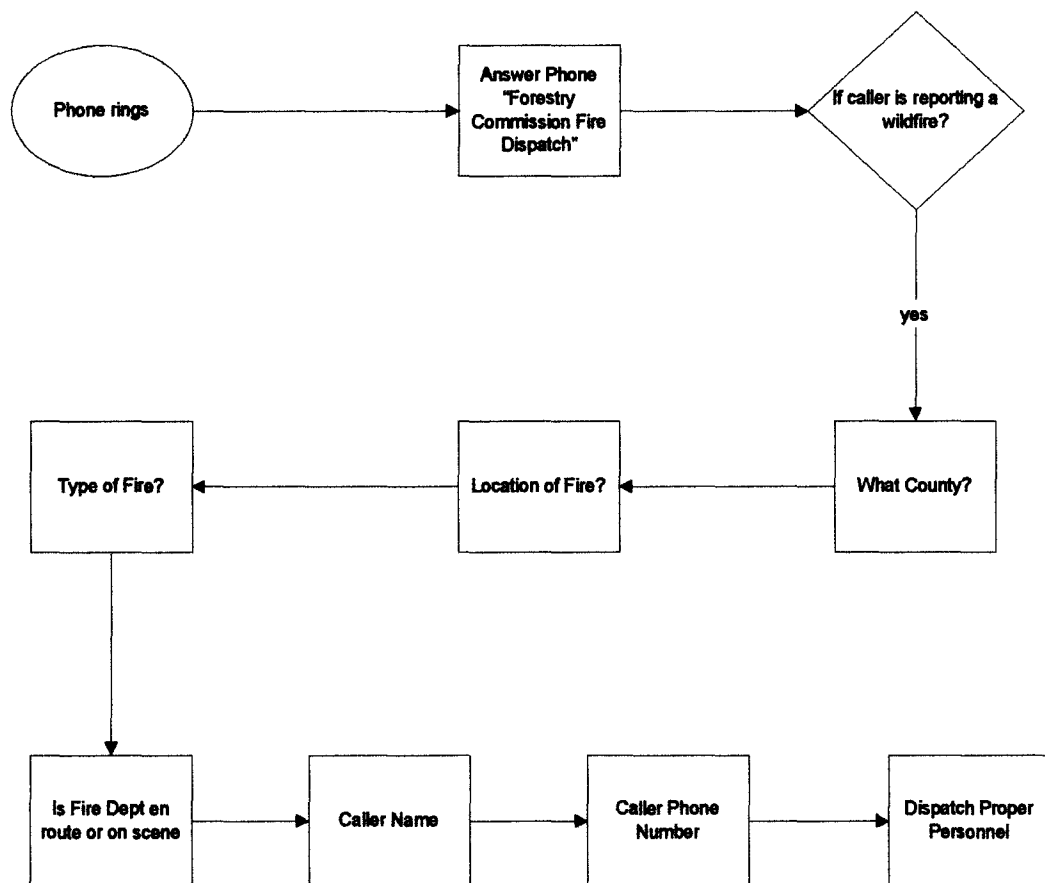 Phone rings
Answer Phone
"Forestry
Commission Fire
Dispatch"
If caller is reporting a
wildfire?
yes
What County?
Location of Fire?
Type of Fire?
Is Fire Dept en
route or on scene
Caller Name
Caller Phone
Number
Dispatch Proper
Personnel